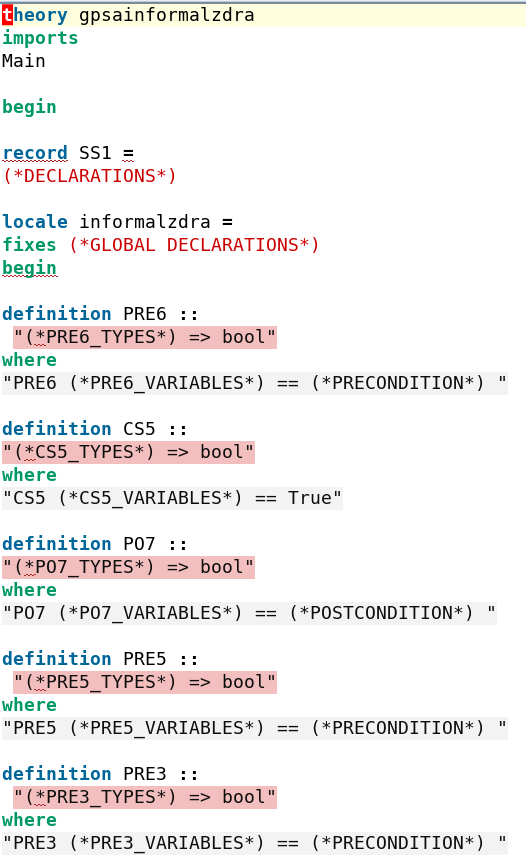 theory gpsainformalzdra
imports
Main
begin
record SS1 =
(*DECLARATIONS*)
locale informalzdra =
fixes (*GLOBAL DECLARATIONS*)
begin
definition PRE6 ::
"(*PRE6_TYPES*) => bool"
where
"PRE6 (*PRE6_VARIABLES*) == (*PRECONDITION*) "
definition CS5 ::
"(*CS5_TYPES*) => bool"
where
"CS5 (*CS5_VARIABLES*) == True"
definition PO7 ::
"(*PO7_TYPES*) => bool"
where
"PO7 (*PO7_VARIABLES*) == (*POSTCONDITION*) "
definition PRE5 ::
"(*PRE5_TYPES*) => bool"
where
"PRE5 (*PRE5_VARIABLES*) == (*PRECONDITION*) "
definition PRE3 ::
"(*PRE3_TYPES*) => bool"
where
"PRE3 (*PRE3_VARIABLES*) == (*PRECONDITION*) "